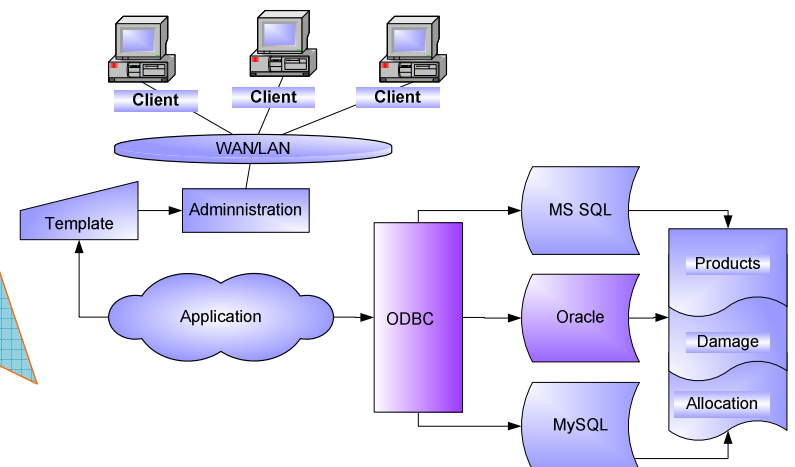 Client
Client
Client
WAN/LAN
Template
Adminnistration
MS SQL
Products
Application
ODBC
Oracle
Damage
Allocation
MySQL